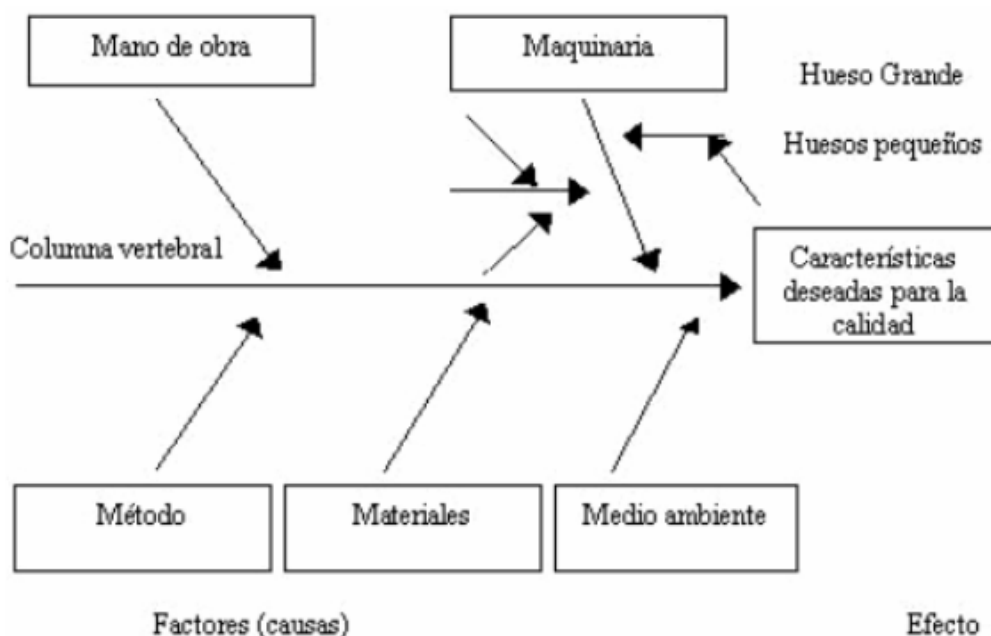 Mano de obra
Maquinaria
Hueso Grande
Huesos pequeños
Columna vertebral
Características
deseadas para la
calidad
Método
Materiales
Medio ambiente
Factores (causas)
Efecto